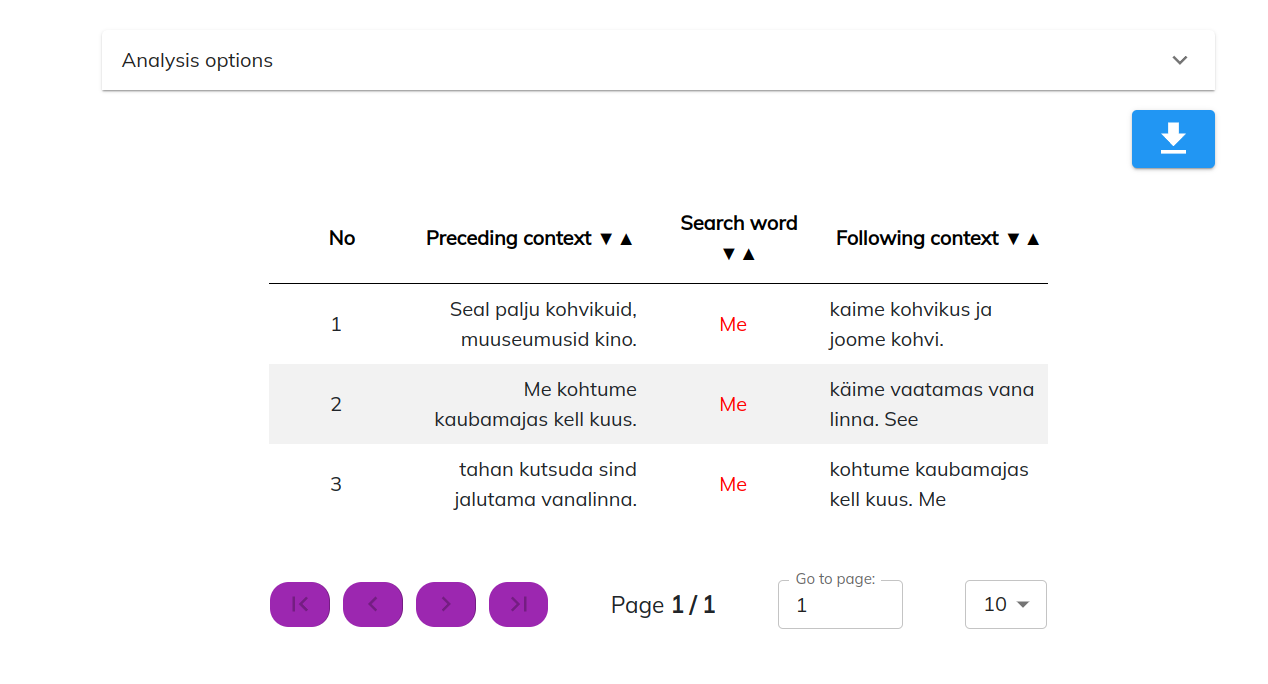 Analysis options
No Preceding context ▼▲ Search word ▼▲ Following context ▼▲
1 Seal palju kohvikuid, muuseumusid kino. Me kaime kohvikus ja joome kohvi.
2 Me kohtume kaubamajas kell kuus. Me käime vaatamas vana linna. See
3 tahan kutsuda sind jalutama vanalinna. Me kohtume kaubamajas kell kuus. Me
Page 1 / 1
Go to page:
1
10